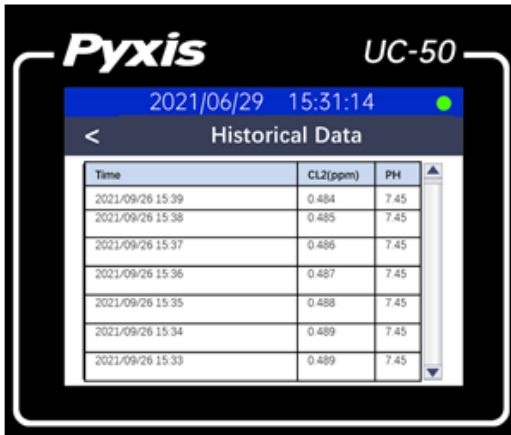 Pyxis UC-50
2021/06/29 15:31:14
< Historical Data
Time CL2(ppm) PH
2021/09/26 15:39 0.484 7.45
2021/09/26 15:38 0.485 7.45
2021/09/26 15:37 0.486 7.45
2021/09/26 15:36 0.487 7.45
2021/09/26 15:35 0.488 7.45
2021/09/26 15:34 0.489 7.45
2021/09/26 15:33 0.489 7.45